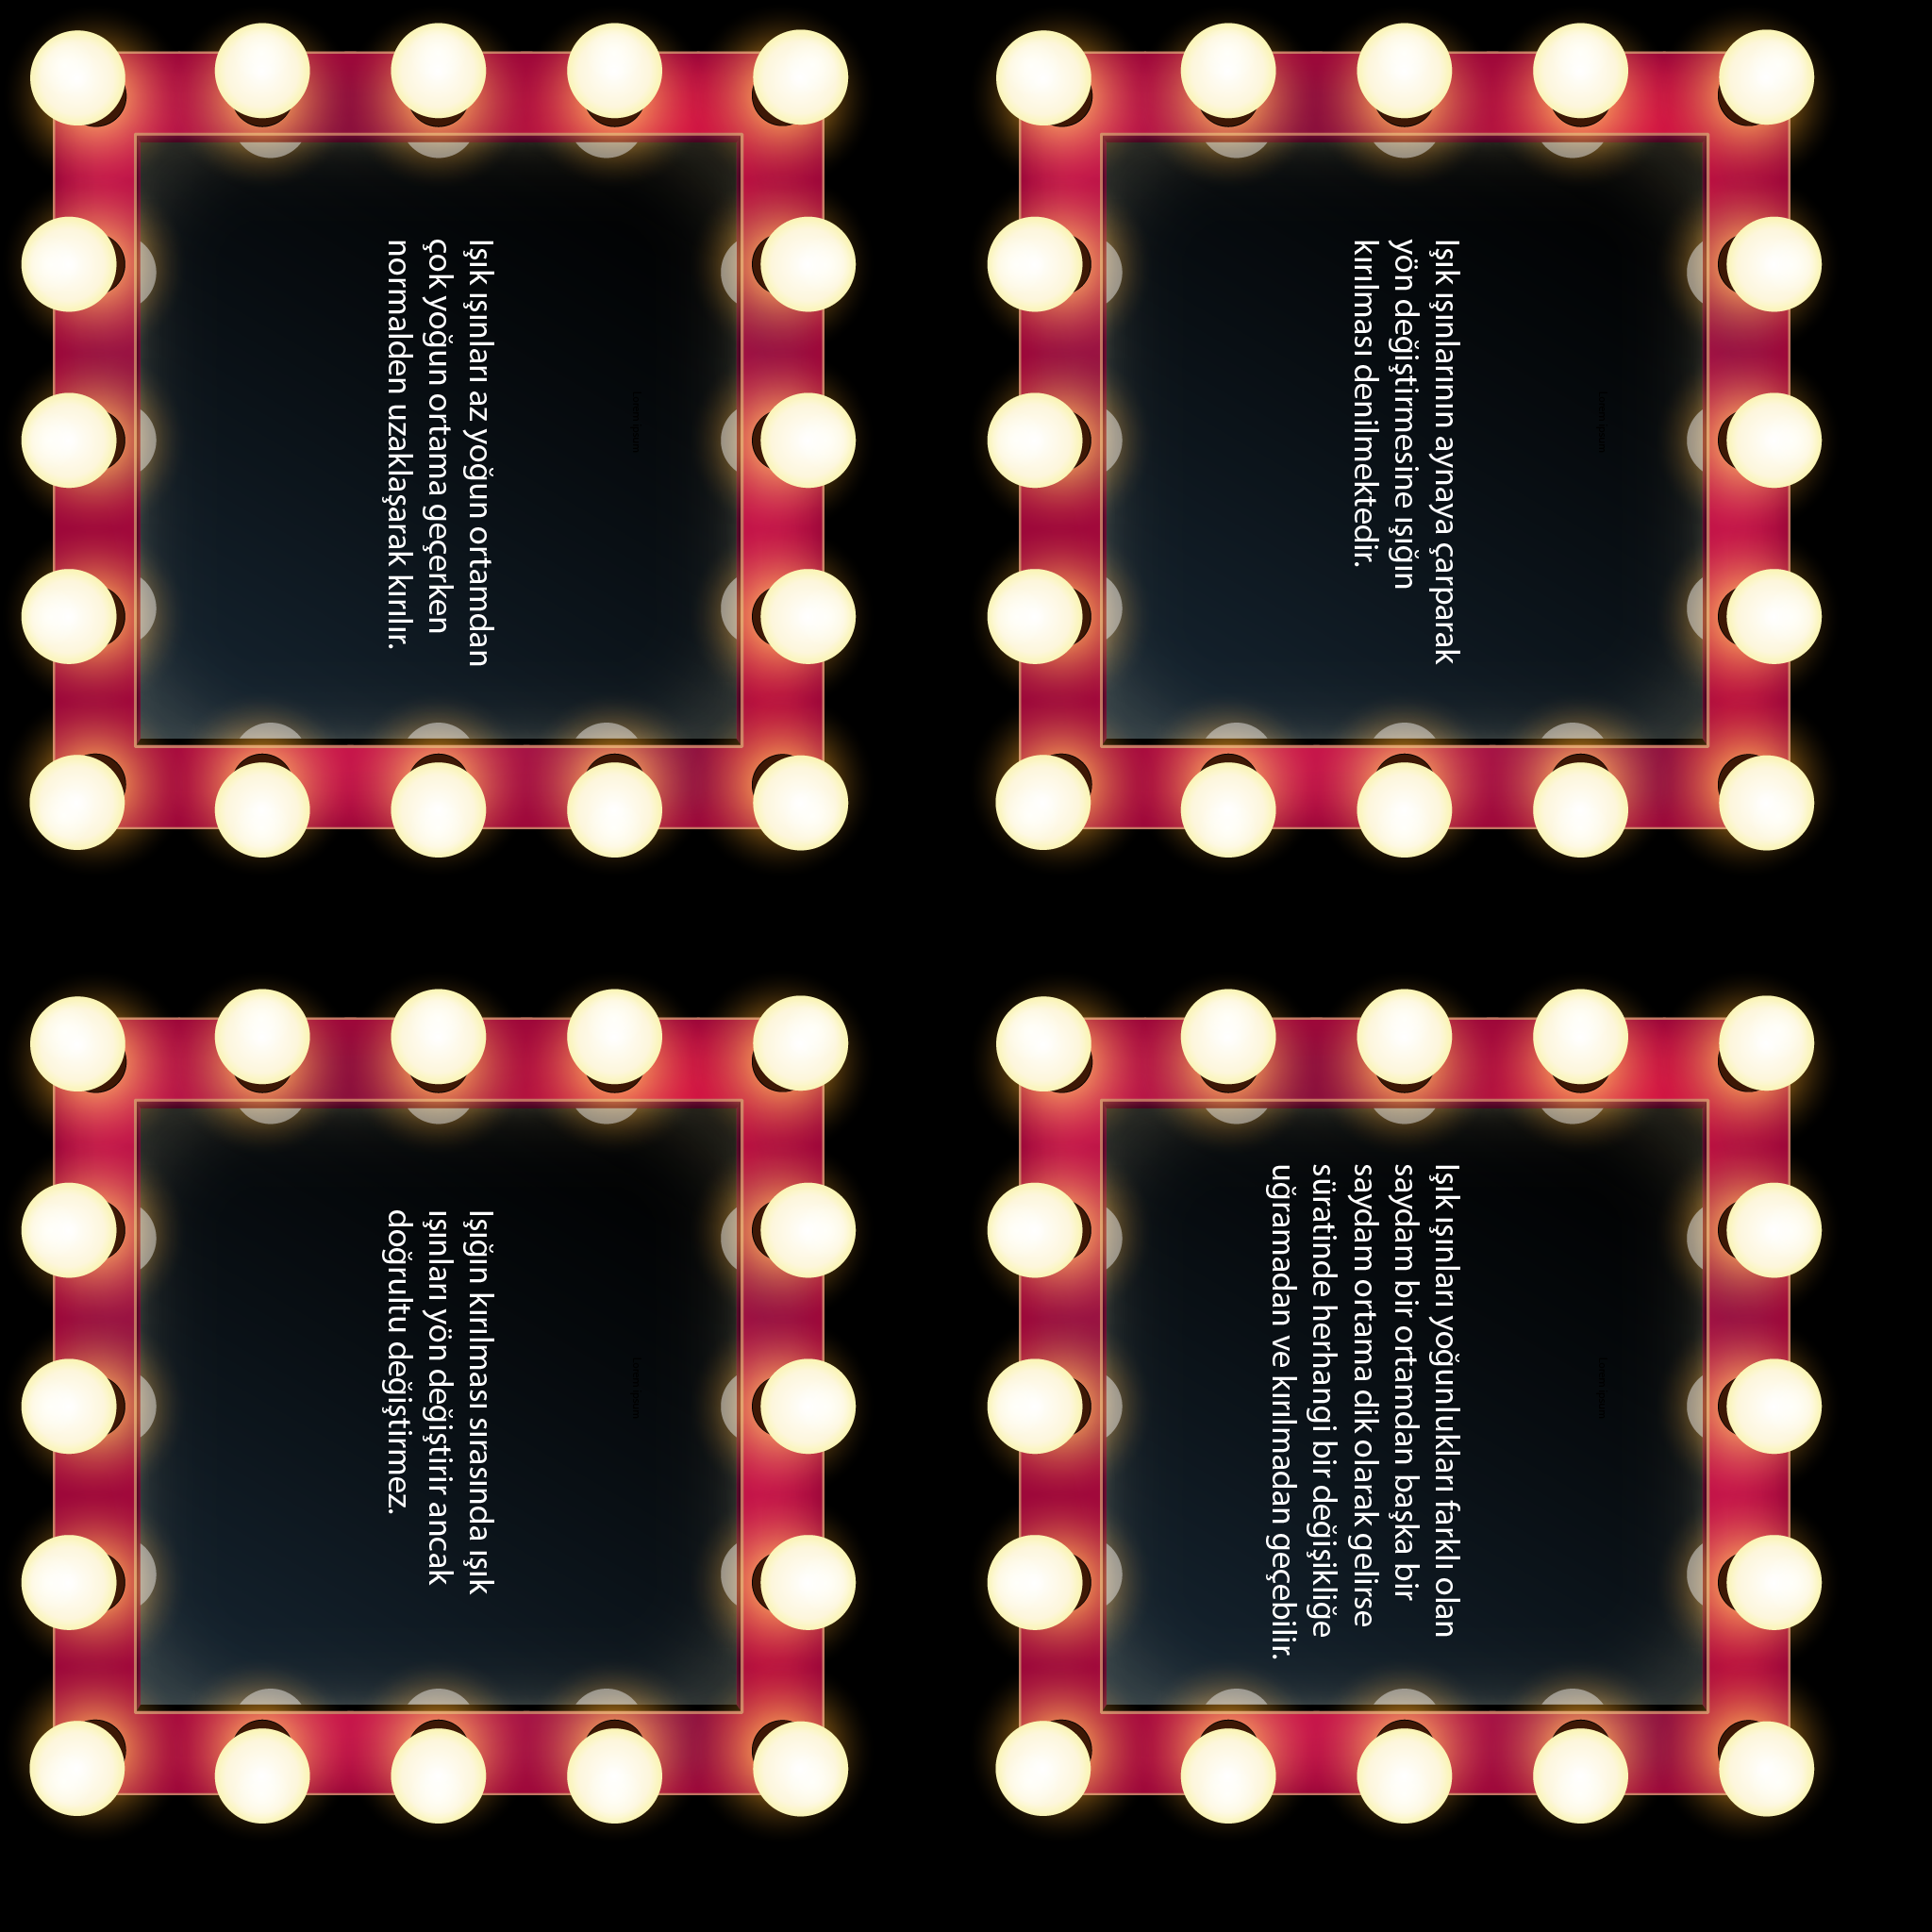 Işık ışınları az yoğun ortamdan
çok yoğun ortama geçerken
normalden uzaklaşarak kırılır.
Işık ışınlarının aynaya çarparak
yön değiştirmesine ışığın
kırılması denilmektedir.
Işığın kırılması sırasında ışık
ışınları yön değiştirir ancak
doğrultu değiştirmez.
Işık ışınları yoğunlukları farklı olan
saydam bir ortamdan başka bir
saydam ortama dik olarak gelirse
süratinde herhangi bir değişikliğe
uğramadan ve kırılmadan geçebilir.